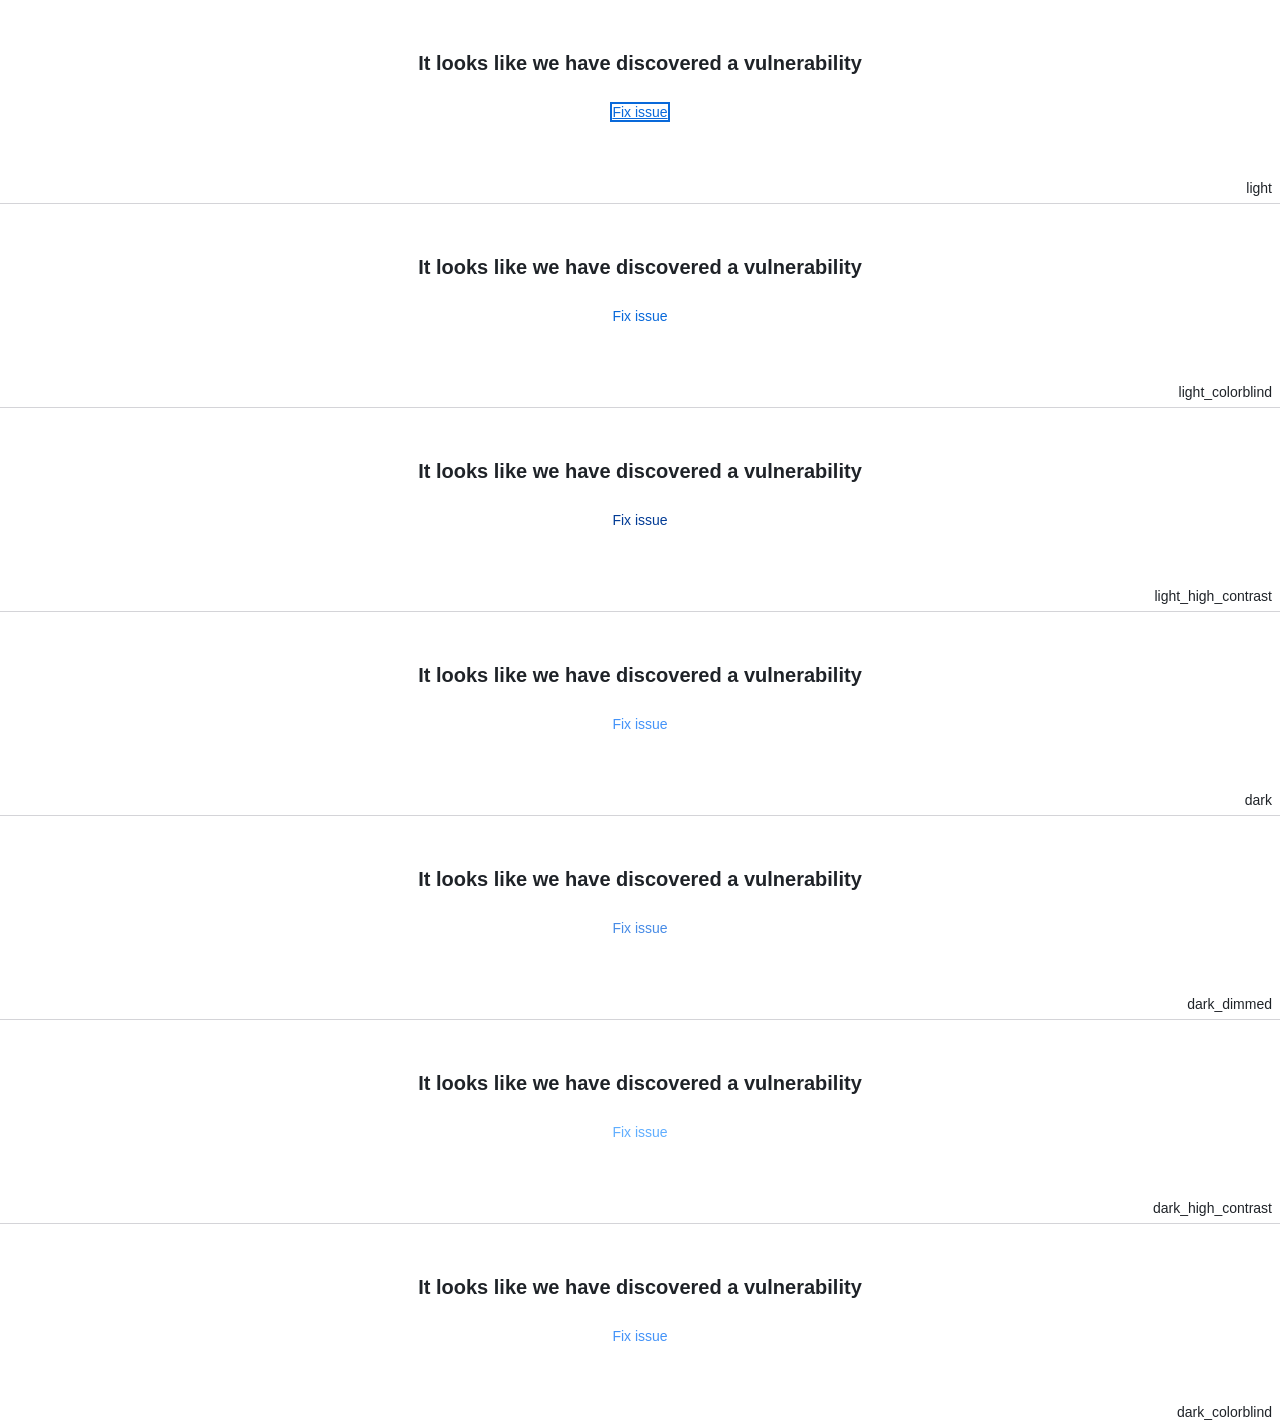 It looks like we have discovered a vulnerability
Fix issue
light
It looks like we have discovered a vulnerability
Fix issue
light_colorblind
It looks like we have discovered a vulnerability
Fix issue
light_high_contrast
It looks like we have discovered a vulnerability
Fix issue
dark
It looks like we have discovered a vulnerability
Fix issue
dark_dimmed
It looks like we have discovered a vulnerability
Fix issue
dark_high_contrast
It looks like we have discovered a vulnerability
Fix issue
dark_colorblind